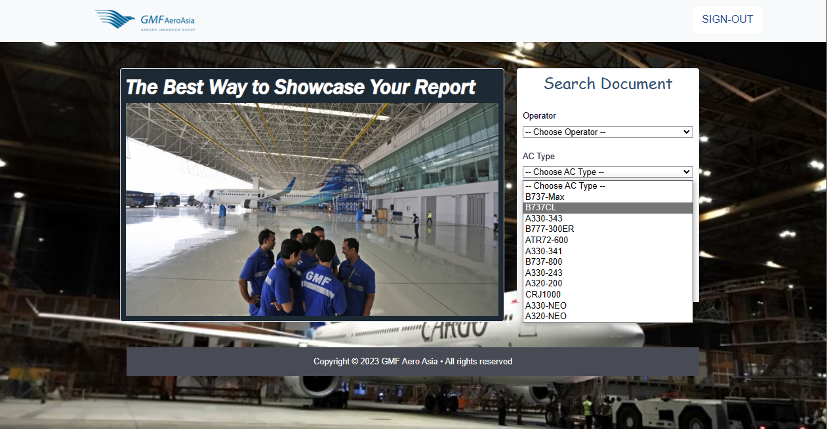 GMF AeroAsia
GARUDA INDONESIA GROUP
SIGN-OUT
The Best Way to Showcase Your Report
GMF
CARGO
Search Document
Operator
-- Choose Operator --
AC Type
-- Choose AC Type --
-- Choose AC Type --
B737-Max
B737CL
A330-343
B777-300ER
ATR72-600
A330-341
B737-800
A330-243
A320-200
CRJ1000
A330-NEO
A320-NEO
Copyright © 2023 GMF Aero Asia • All rights reserved